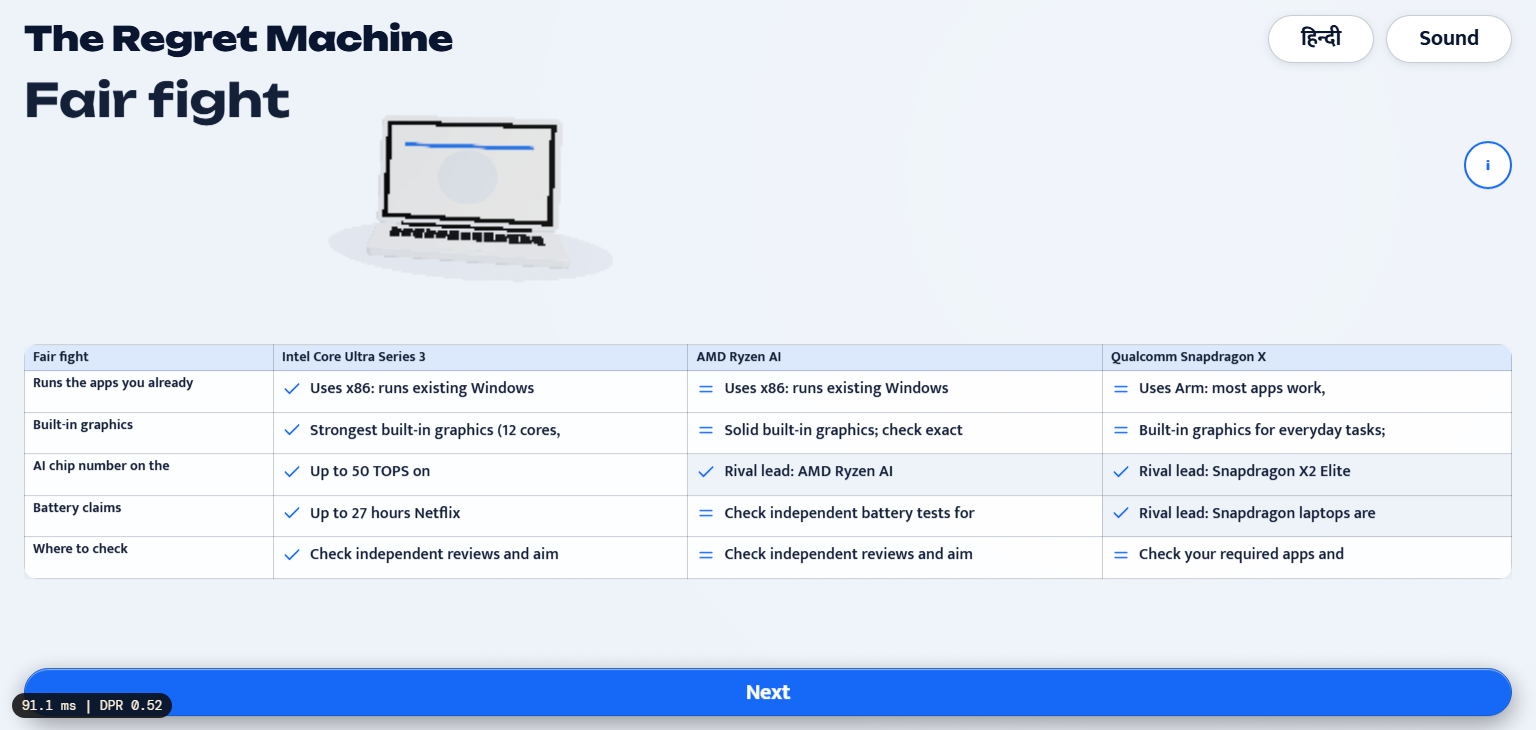 The Regret Machine
हिन्दी
Sound
Fair fight
i
Fair fight
Intel Core Ultra Series 3
AMD Ryzen AI
Qualcomm Snapdragon X
Runs the apps you already
Uses x86: runs existing Windows
Uses x86: runs existing Windows
Uses Arm: most apps work,
Built-in graphics
Strongest built-in graphics (12 cores,
Solid built-in graphics; check exact
Built-in graphics for everyday tasks;
AI chip number on the
Up to 50 TOPS on
Rival lead: AMD Ryzen AI
Rival lead: Snapdragon X2 Elite
Battery claims
Up to 27 hours Netflix
Check independent battery tests for
Rival lead: Snapdragon laptops are
Where to check
Check independent reviews and aim
Check independent reviews and aim
Check your required apps and
Next
91.1 ms | DPR 0.52